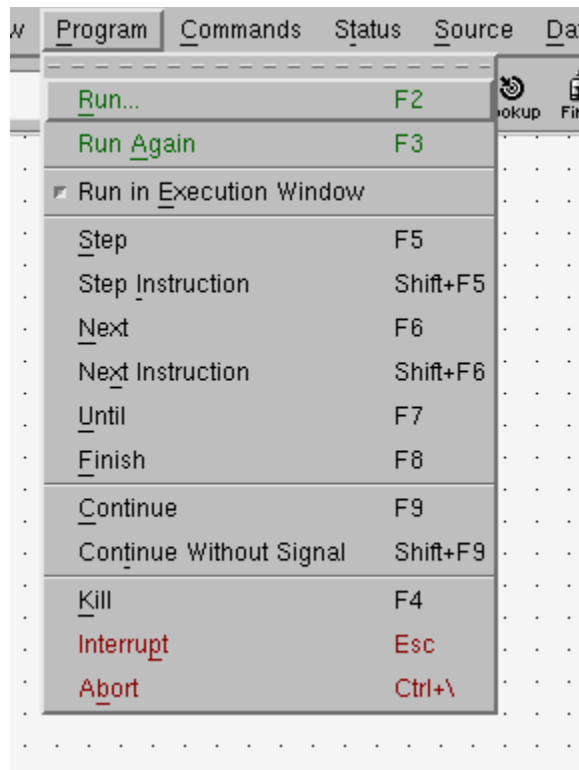 w Program Commands Status Source Da
ookup Fi
Run... F2
Run Again F3
Run in Execution Window
Step F5
Step Instruction Shift+F5
Next F6
Next Instruction Shift+F6
Until F7
Finish F8
Continue F9
Continue Without Signal Shift+F9
Kill F4
Interrupt Esc
Abort Ctrl+\